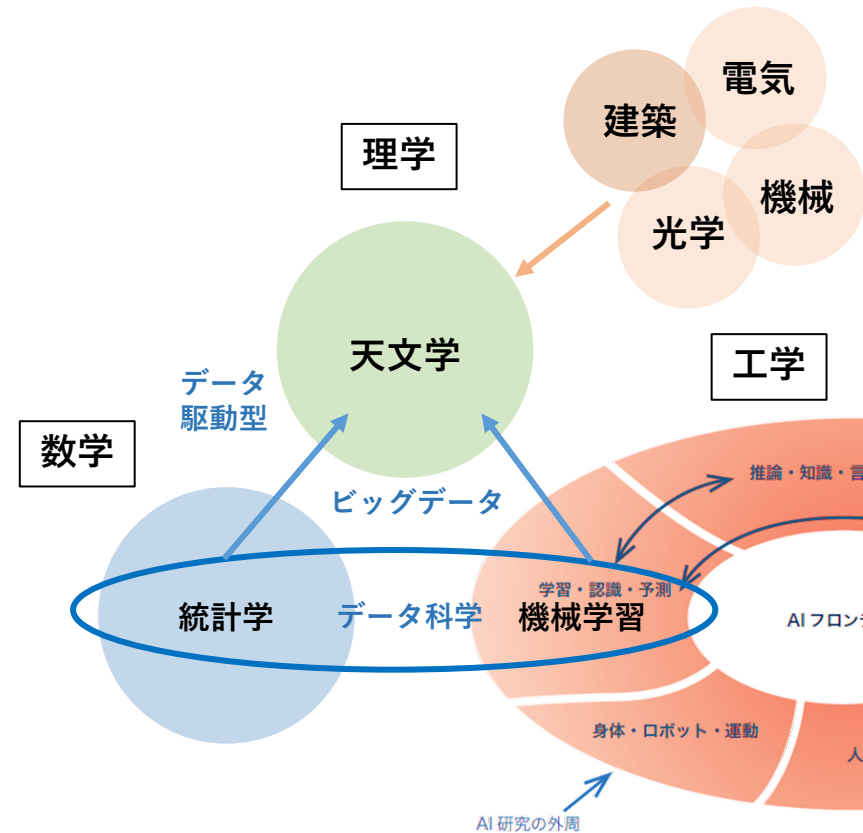 電気
建築
理学
機械
光学
天文学
工学
データ
駆動型
数学
推論・知識・言
ビッグデータ
学習・認識・予測
統計学
データ科学
機械学習
AI フロン
身体・ロボット・運動
人
AI 研究の外周